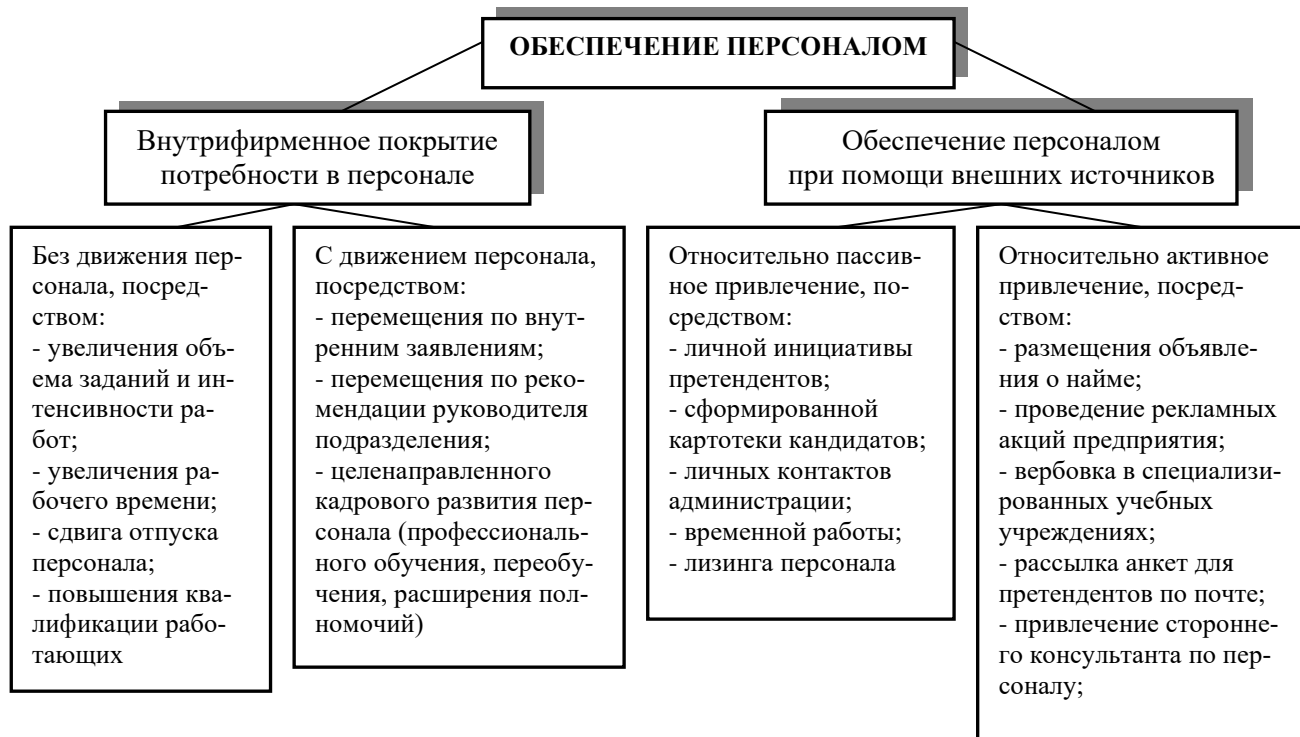 ОБЕСПЕЧЕНИЕ ПЕРСОНАЛОМ
Внутрифирменное покрытие
потребности в персонале
Обеспечение персоналом
при помощи внешних источников
Без движения пер-
сонала, посред-
ством:
- увеличения объ-
ема заданий и ин-
тенсивности ра-
бот;
- увеличения ра-
бочего времени;
- сдвига отпуска
персонала;
- повышения ква-
лификации рабо-
тающих
С движением персонала,
посредством:
- перемещения по внут-
ренним заявлениям;
- перемещения по реко-
мендации руководителя
подразделения;
- целенаправленного
кадрового развития пер-
сонала (профессиональ-
ного обучения, переобу-
чения, расширения пол-
номочий)
Относительно пассив-
ное привлечение, по-
средством:
- личной инициативы
претендентов;
- сформированной
картотеки кандидатов;
- личных контактов
администрации;
- временной работы;
- лизинга персонала
Относительно активное
привлечение, посред-
ством:
- размещения объявле-
ния о найме;
- проведение рекламных
акций предприятия;
- вербовка в специализи-
рованных учебных
учреждениях;
- рассылка анкет для
претендентов по почте;
- привлечение сторонне-
го консультанта по пер-
соналу;